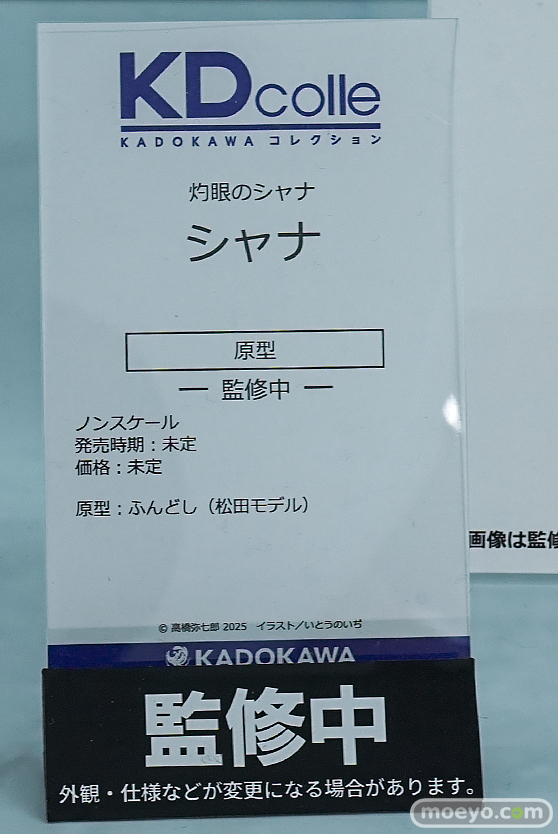 KDcolle
KADOKAWA コレクション
灼眼のシャナ
シャナ
原型
― 監修中 ―
ノンスケール
発売時期：未定
価格：未定
原型：ふんどし（松田モデル）
画像は監修
© 高橋弥七郎 2025　イラスト／いとうのいぢ
KADOKAWA
監修中
外観・仕様などが変更になる場合があります。
moeyo.com